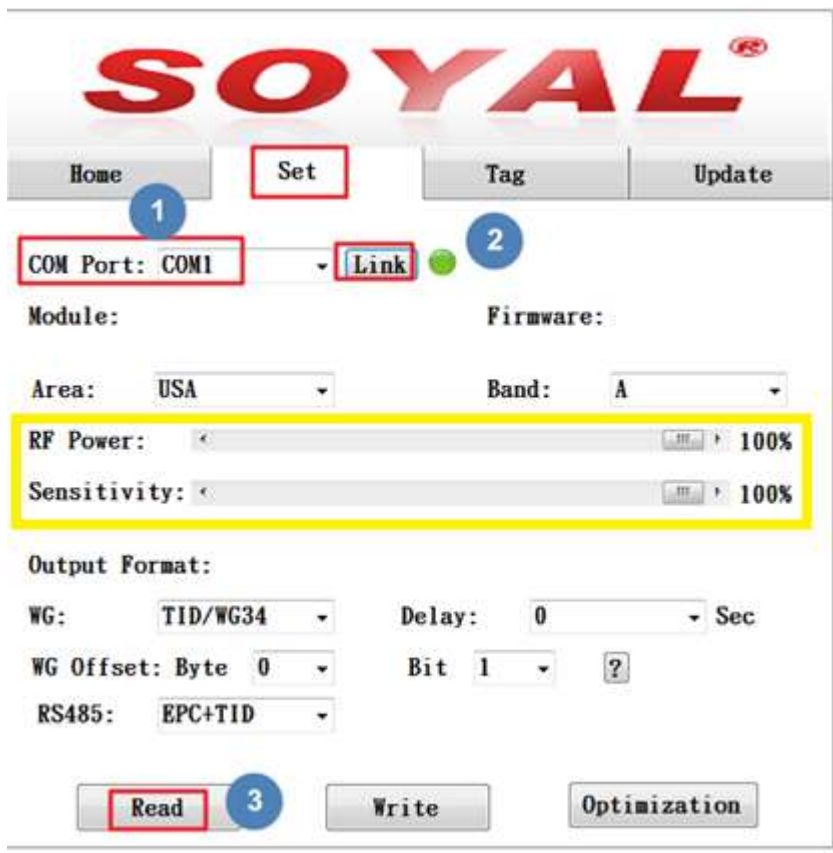 SOYAL®
Home Set Tag Update
1
COM Port: COM1 Link 2
Module: Firmware:
Area: USA Band: A
RF Power: 100%
Sensitivity: 100%
Output Format:
WG: TID/WG34 Delay: 0 Sec
WG Offset: Byte 0 Bit 1 ?
RS485: EPC+TID
Read 3 Write Optimization